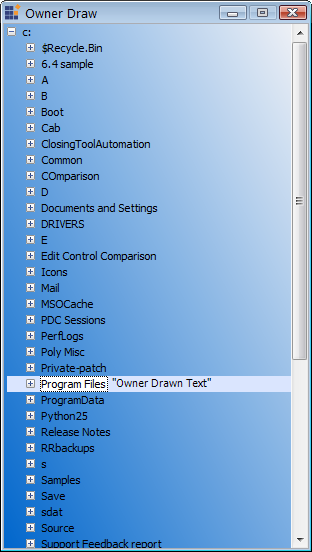 Owner Draw
c:
$Recycle.Bin
6.4 sample
A
B
Boot
Cab
ClosingToolAutomation
Common
COmparison
D
Documents and Settings
DRIVERS
E
Edit Control Comparison
Icons
Mail
MSOCache
PDC Sessions
PerfLogs
Poly Misc
Private-patch
Program Files "Owner Drawn Text"
ProgramData
Python25
Release Notes
RRbackups
s
Samples
Save
sdat
Source
Support Feedback report